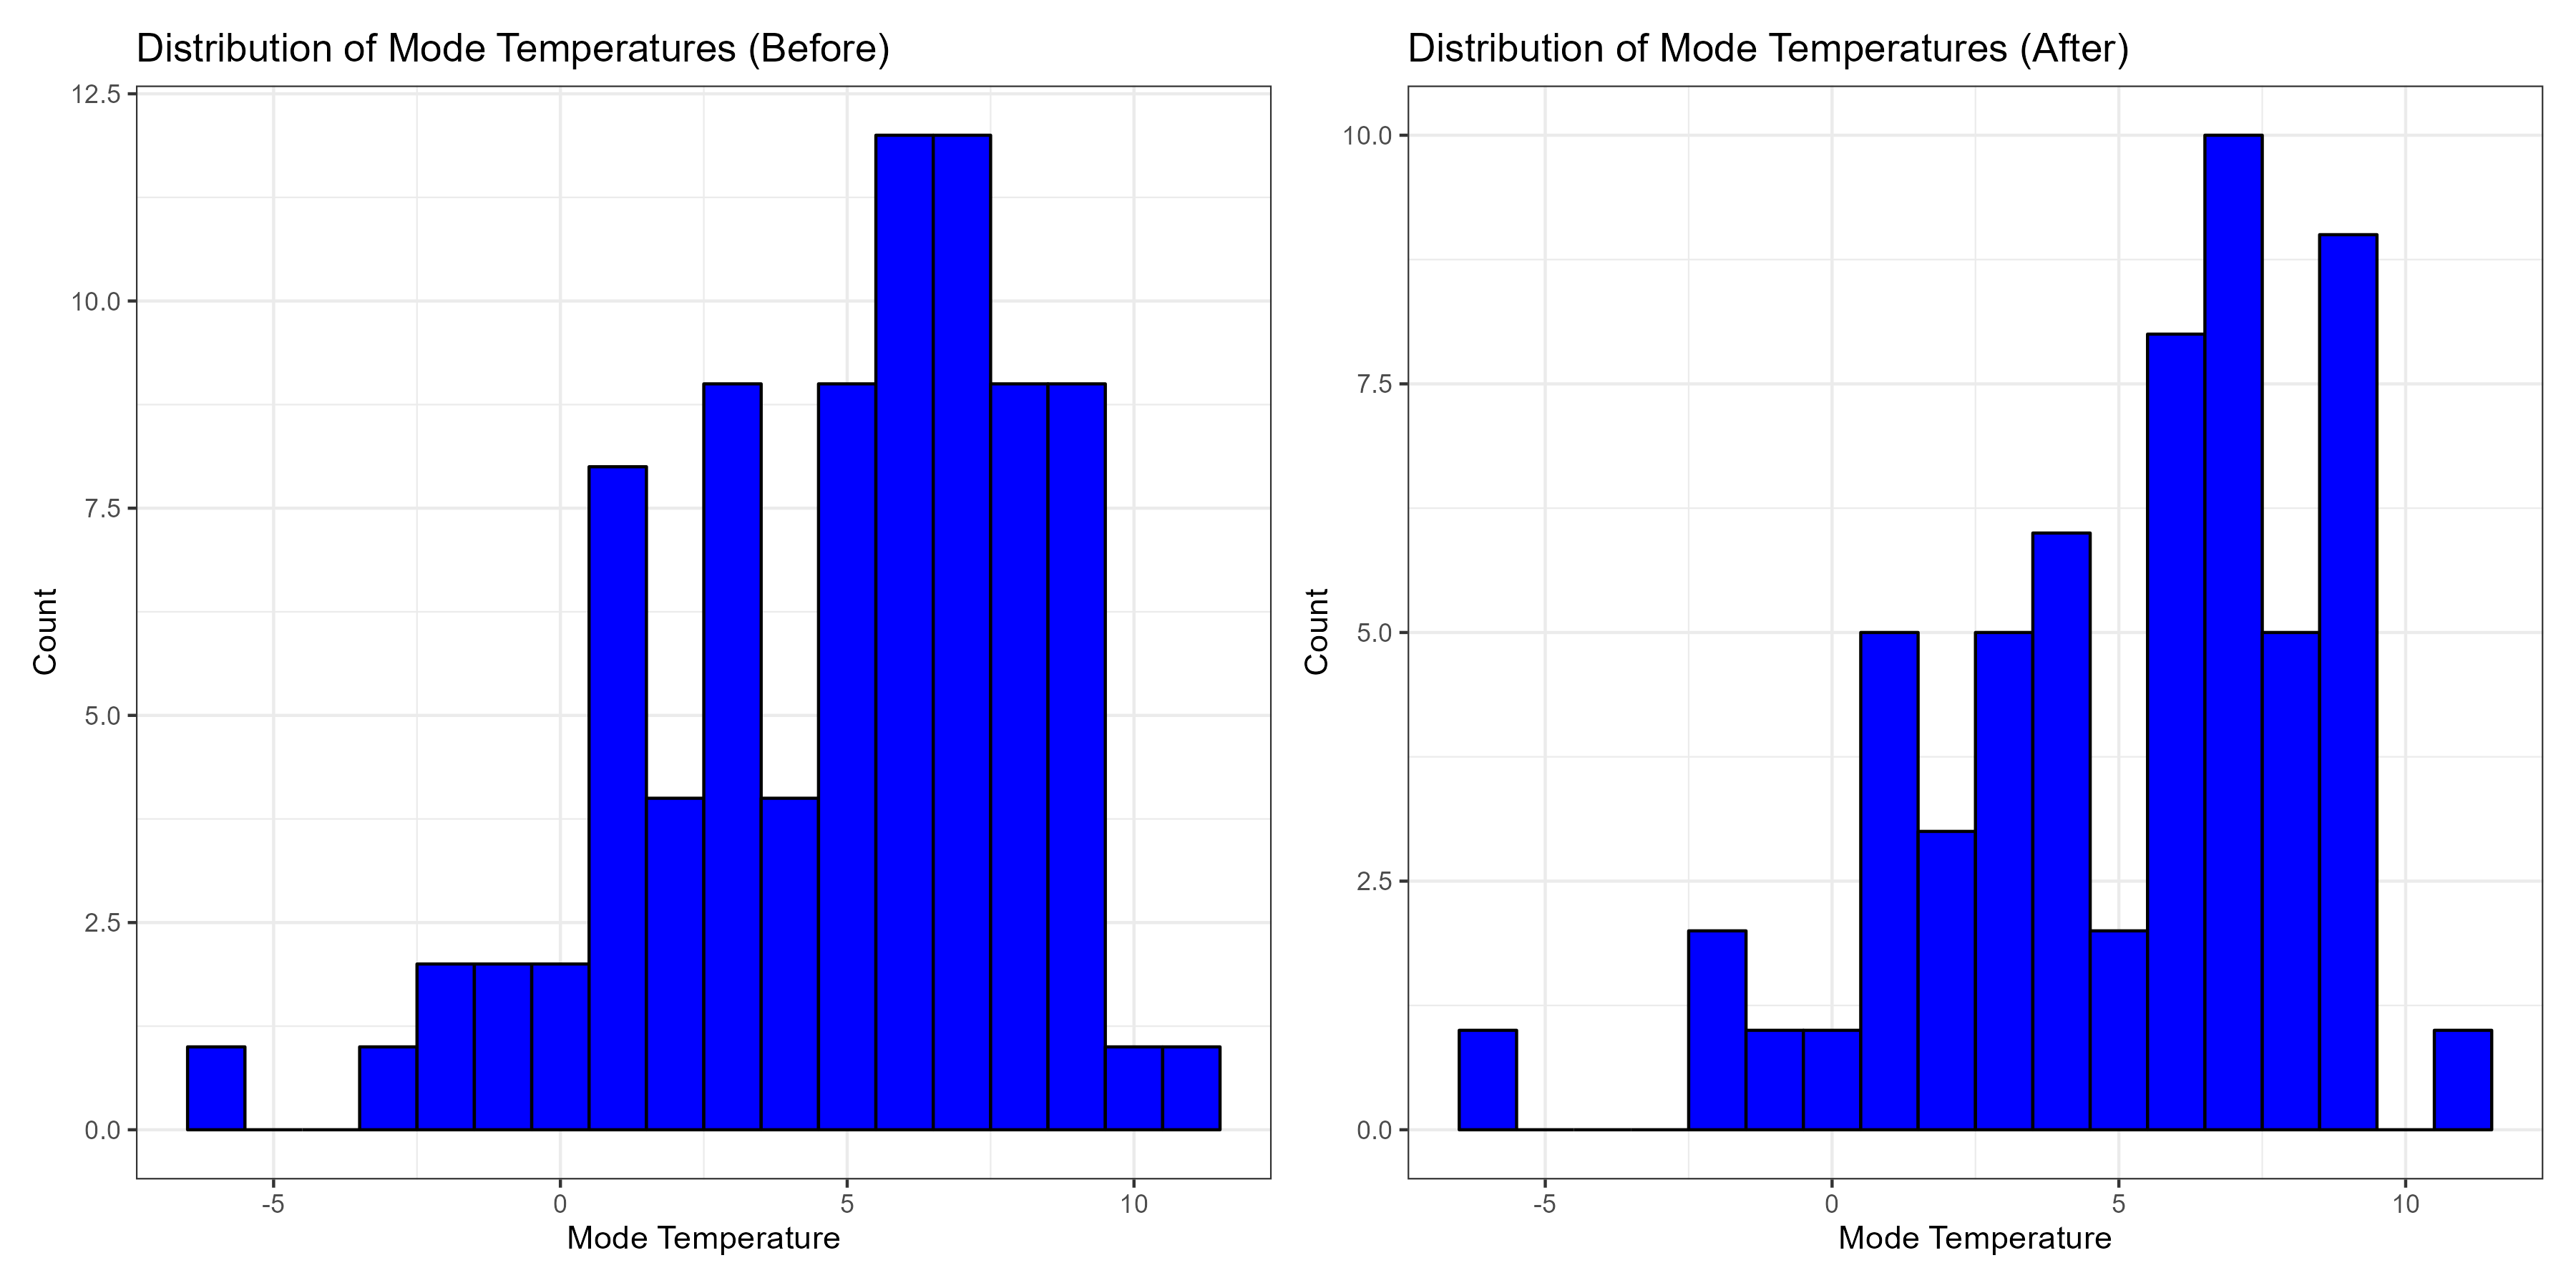 Distribution of Mode Temperatures (Before)
12.5
10.0
7.5
5.0
2.5
0.0
Count
-5 0 5 10
Mode Temperature
Distribution of Mode Temperatures (After)
10.0
7.5
5.0
2.5
0.0
Count
-5 0 5 10
Mode Temperature